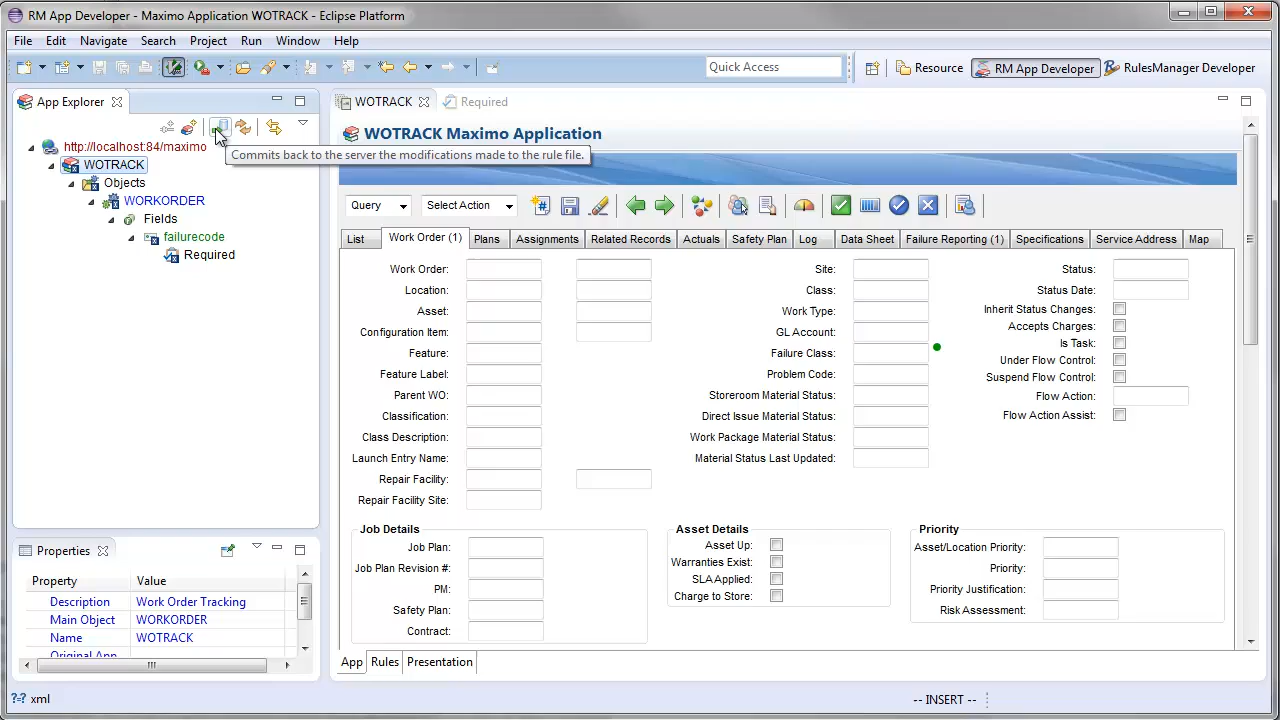 RM App Developer - Maximo Application WOTRACK - Eclipse Platform
File Edit Navigate Search Project Run Window Help
Quick Access
Resource
RM App Developer
RulesManager Developer
App Explorer
http://localhost:84/maximo
WOTRACK
Objects
WORKORDER
Fields
failurecode
Required
Commits back to the server the modifications made to the rule file.
Properties
Property Value
Description Work Order Tracking
Main Object WORKORDER
Name WOTRACK
Original App
WOTRACK
Required
WOTRACK Maximo Application
Query
Select Action
List
Work Order (1)
Plans
Assignments
Related Records
Actuals
Safety Plan
Log
Data Sheet
Failure Reporting (1)
Specifications
Service Address
Map
Work Order:
Location:
Asset:
Configuration Item:
Feature:
Feature Label:
Parent WO:
Classification:
Class Description:
Launch Entry Name:
Repair Facility:
Repair Facility Site:
Site:
Class:
Work Type:
GL Account:
Failure Class:
Problem Code:
Storeroom Material Status:
Direct Issue Material Status:
Work Package Material Status:
Material Status Last Updated:
Status:
Status Date:
Inherit Status Changes:
Accepts Charges:
Is Task:
Under Flow Control:
Suspend Flow Control:
Flow Action:
Flow Action Assist:
Job Details
Job Plan:
Job Plan Revision #:
PM:
Safety Plan:
Contract:
Asset Details
Asset Up:
Warranties Exist:
SLA Applied:
Charge to Store:
Priority
Asset/Location Priority:
Priority:
Priority Justification:
Risk Assessment:
App
Rules
Presentation
xml
-- INSERT --